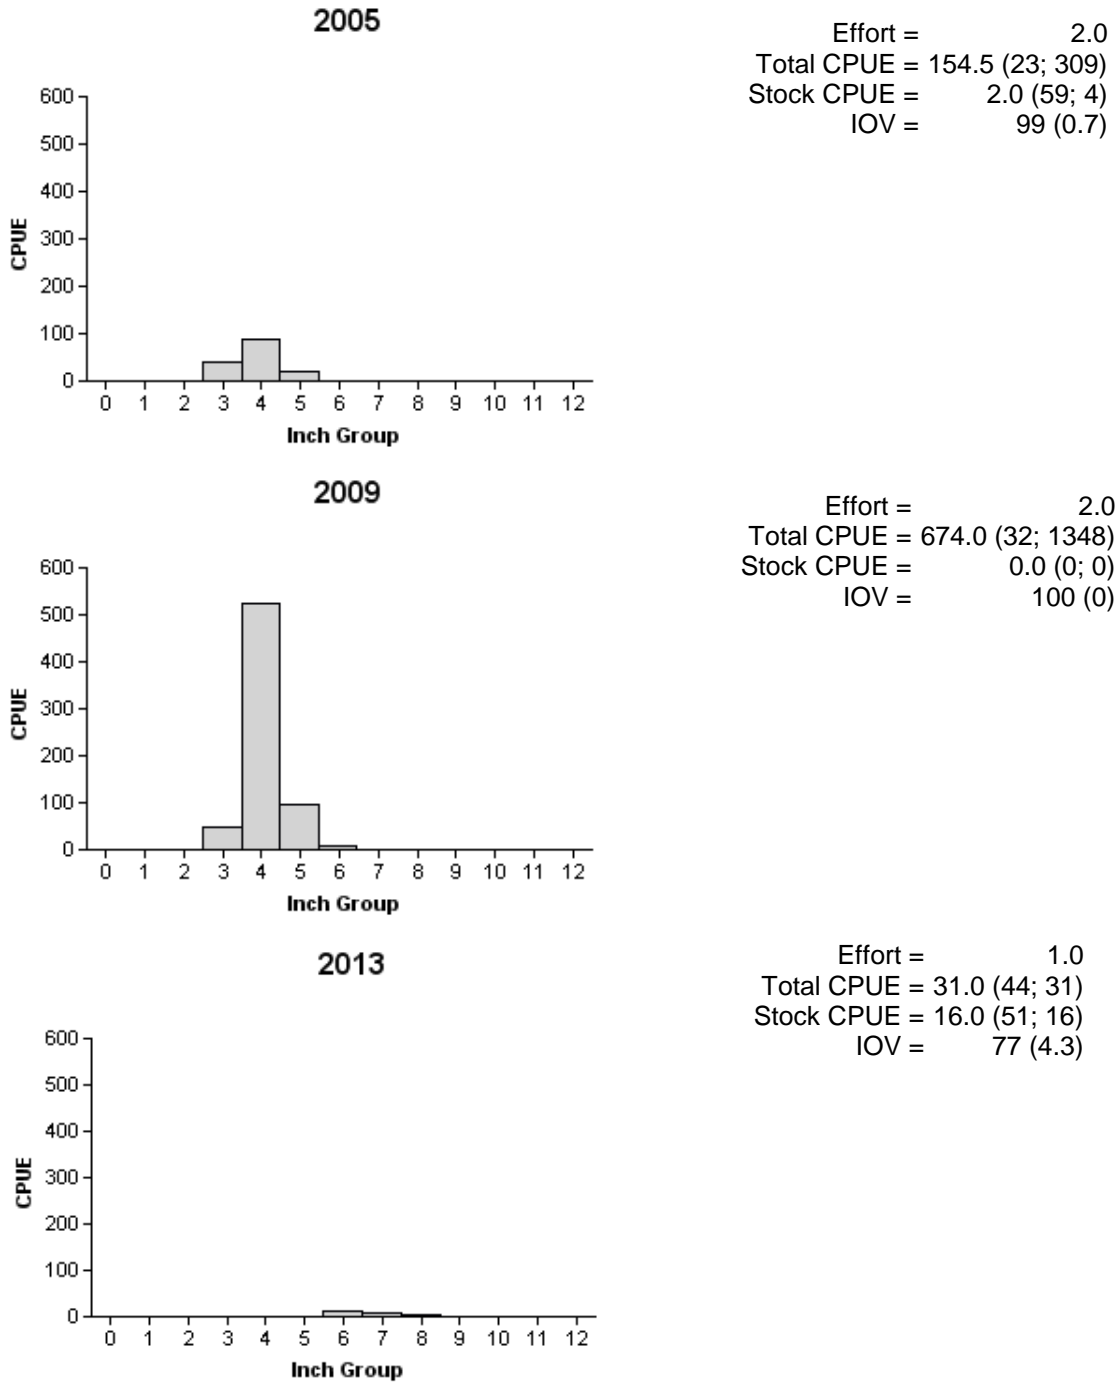 2005
Effort = 2.0
Total CPUE = 154.5 (23; 309)
Stock CPUE = 2.0 (59; 4)
IOV = 99 (0.7)
600
500
400
300
200
100
0
CPUE
0 1 2 3 4 5 6 7 8 9 10 11 12
Inch Group
2009
Effort = 2.0
Total CPUE = 674.0 (32; 1348)
Stock CPUE = 0.0 (0; 0)
IOV = 100 (0)
600
500
400
300
200
100
0
CPUE
0 1 2 3 4 5 6 7 8 9 10 11 12
Inch Group
2013
Effort = 1.0
Total CPUE = 31.0 (44; 31)
Stock CPUE = 16.0 (51; 16)
IOV = 77 (4.3)
600
500
400
300
200
100
0
CPUE
0 1 2 3 4 5 6 7 8 9 10 11 12
Inch Group